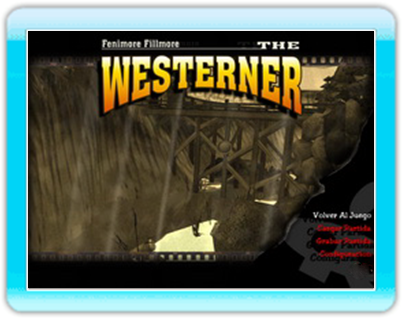 Fenimore Fillmore
THE
WESTERNER
Volver Al Juego
Cargar Partida
Grabar Partida
Configuración